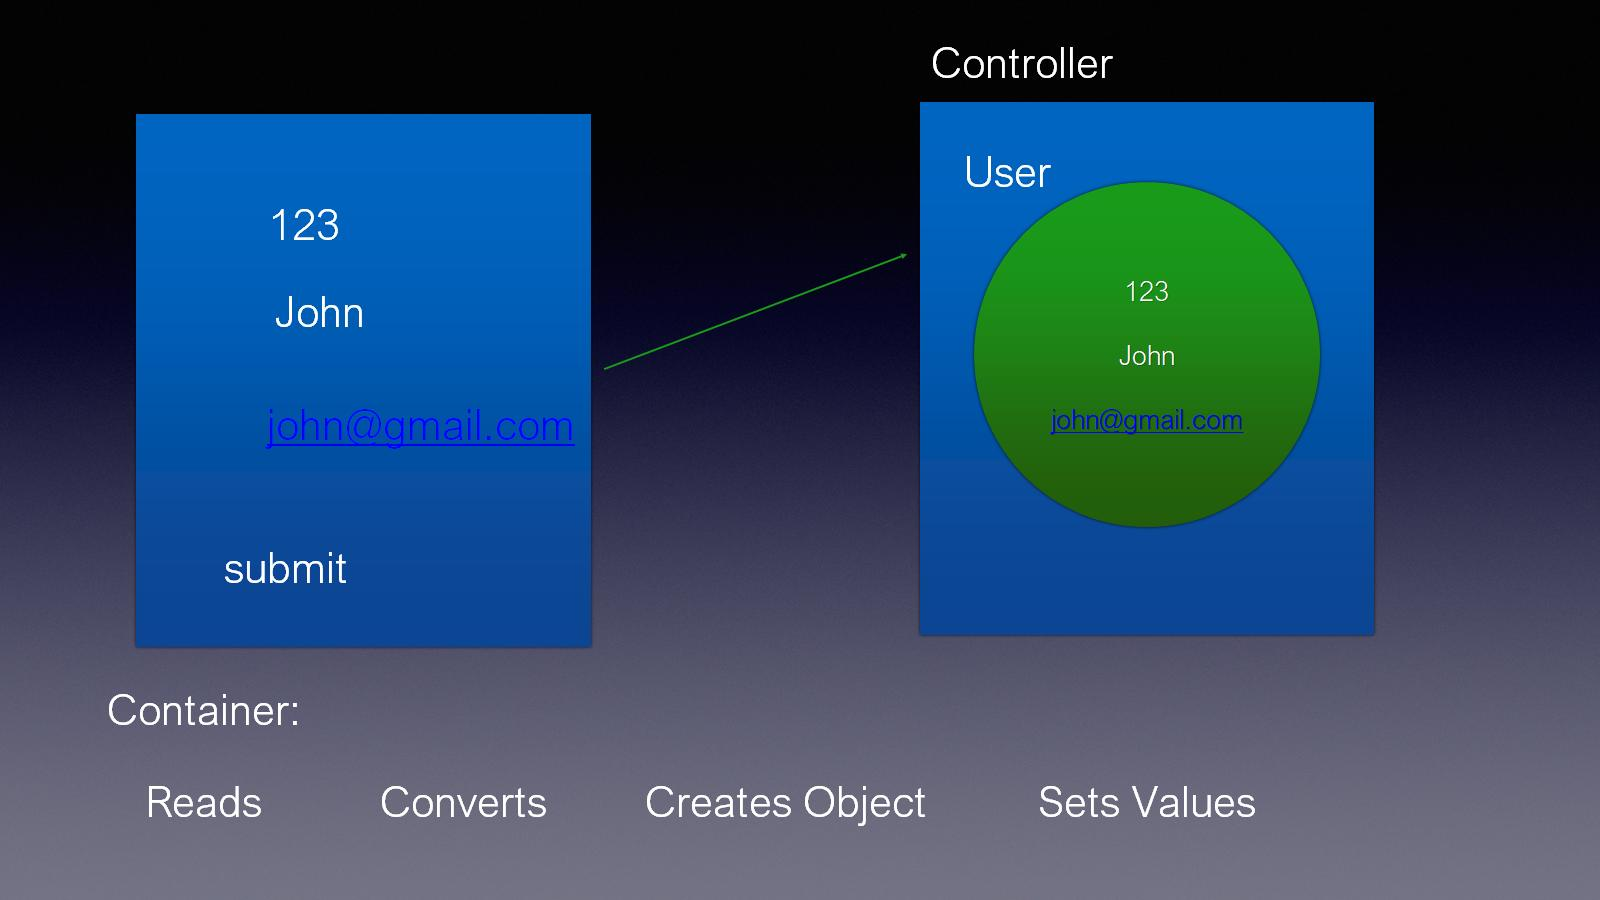 Controller
123
John
john@gmail.com
submit
User
123
John
john@gmail.com
Container:
Reads Converts Creates Object Sets Values